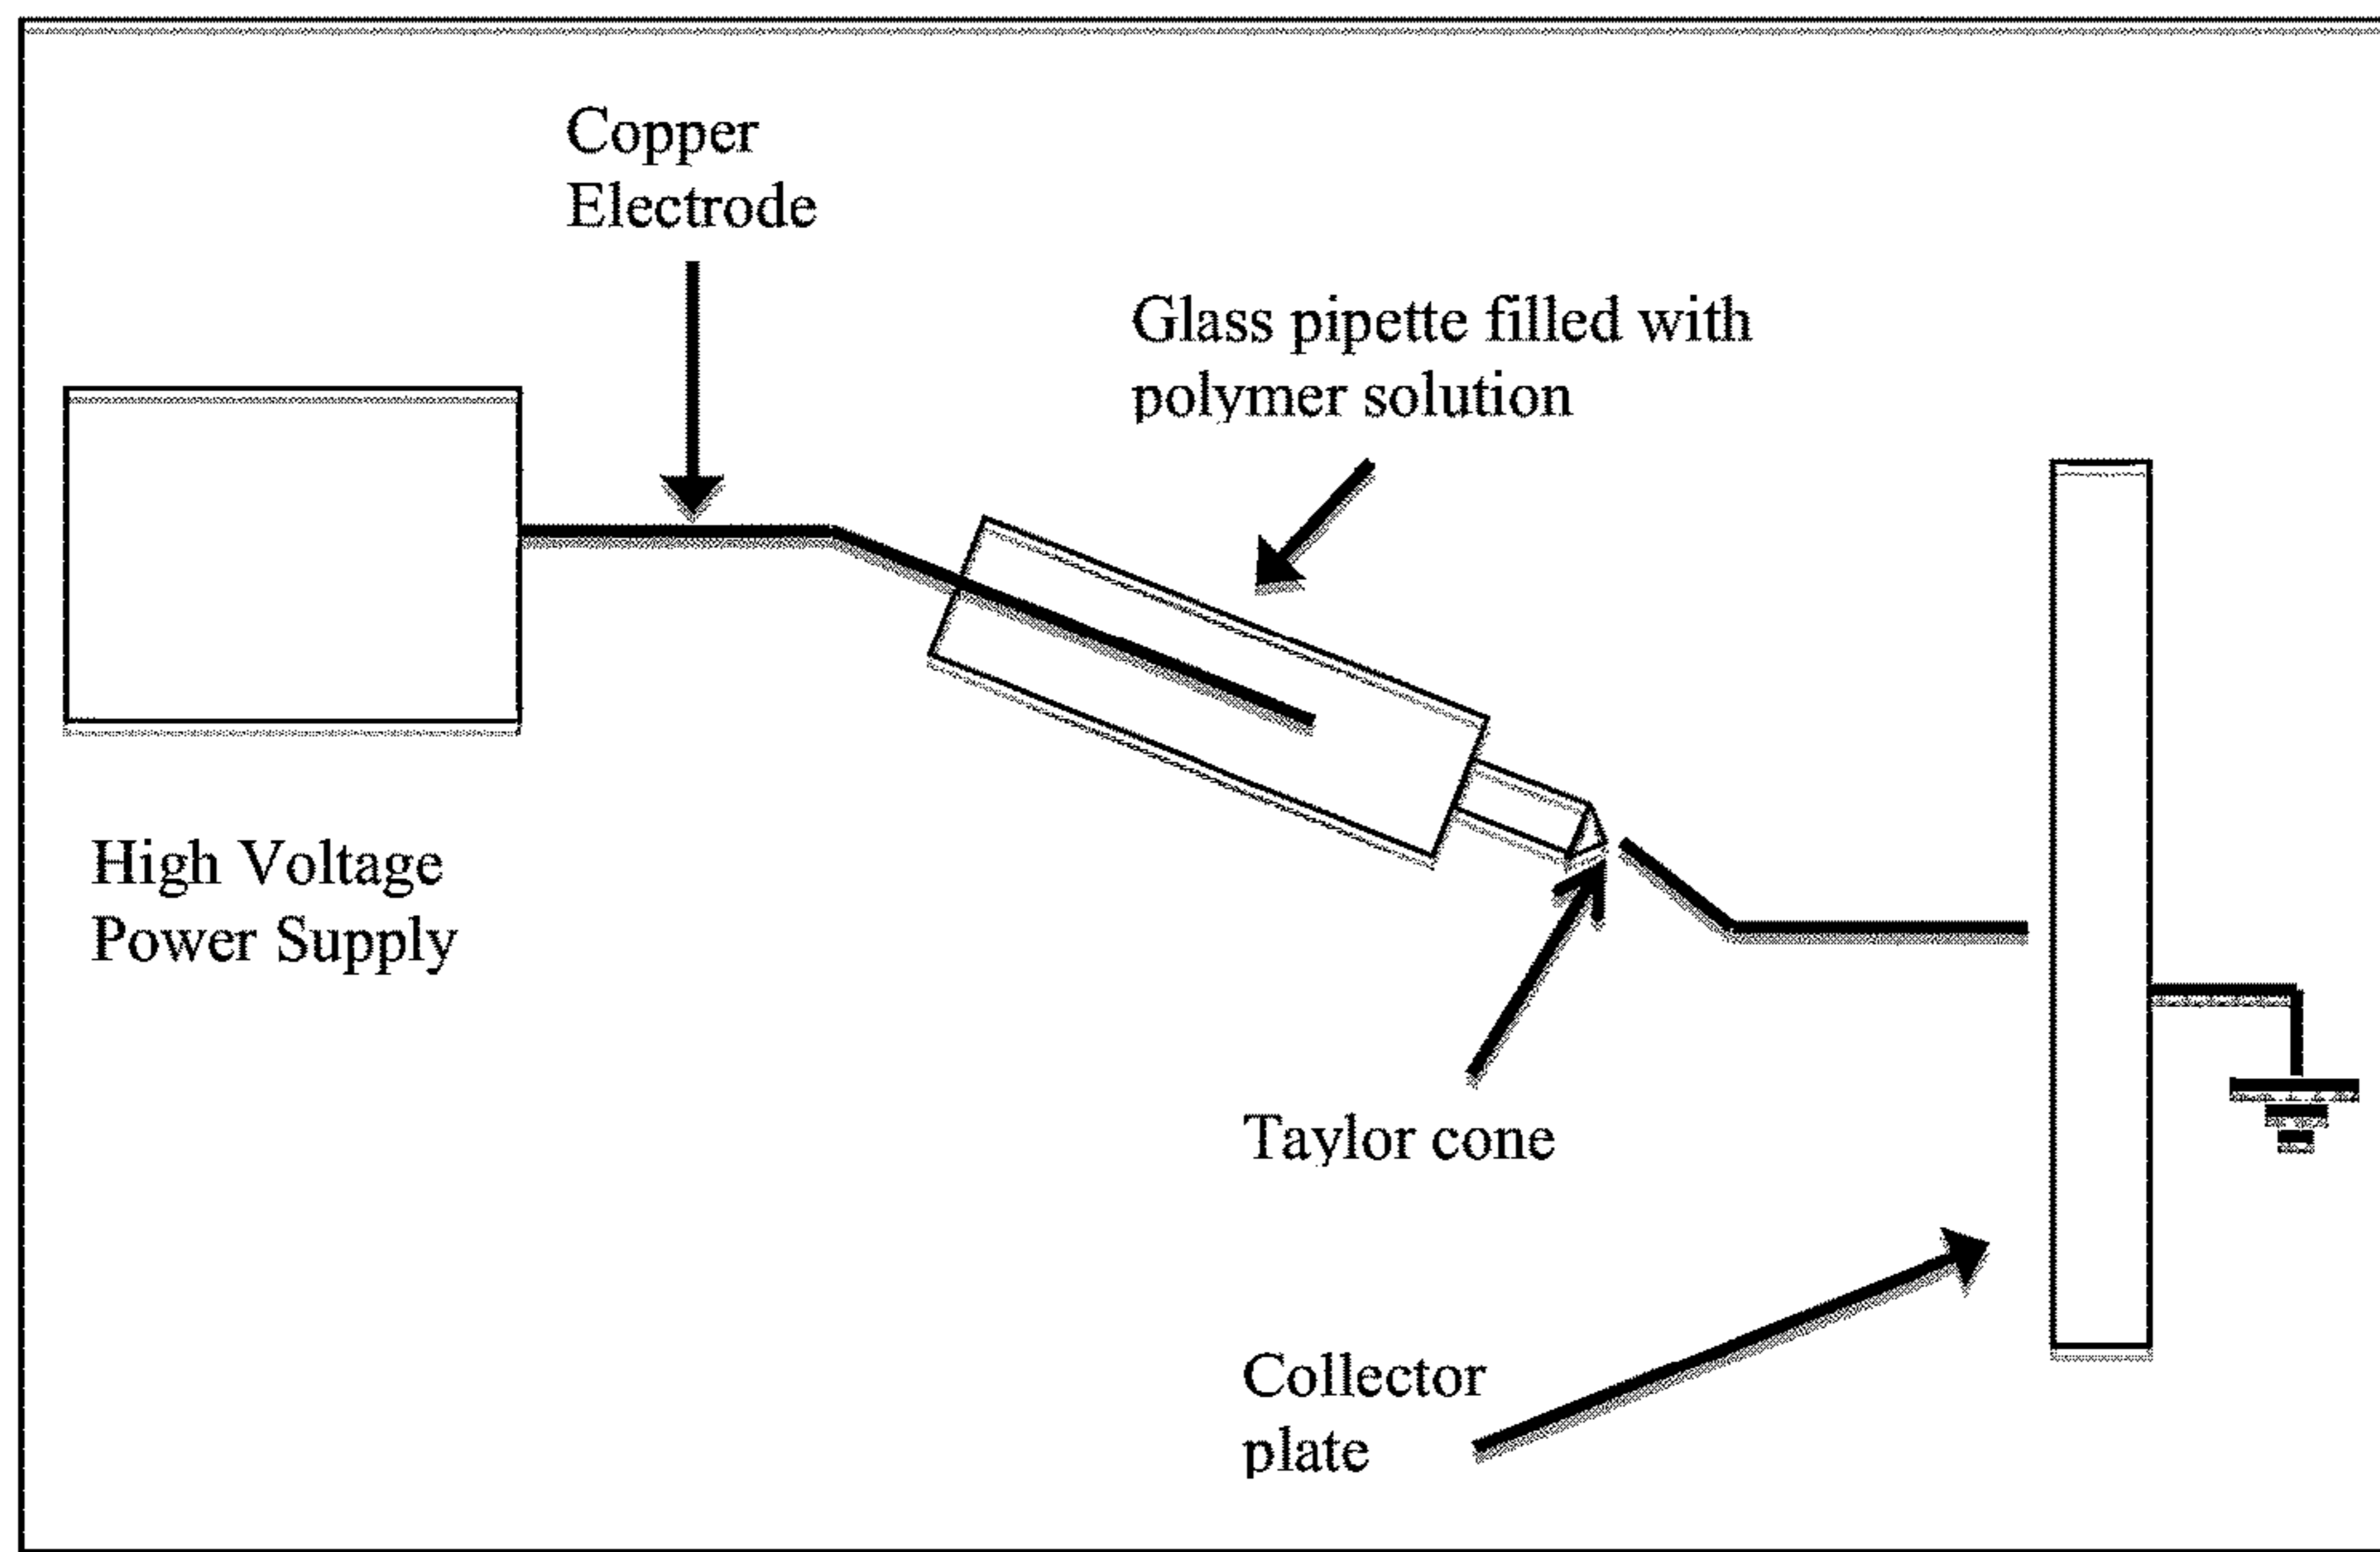 Copper
Electrode
Glass pipette filled with
polymer solution
High Voltage
Power Supply
Taylor cone
Collector
plate